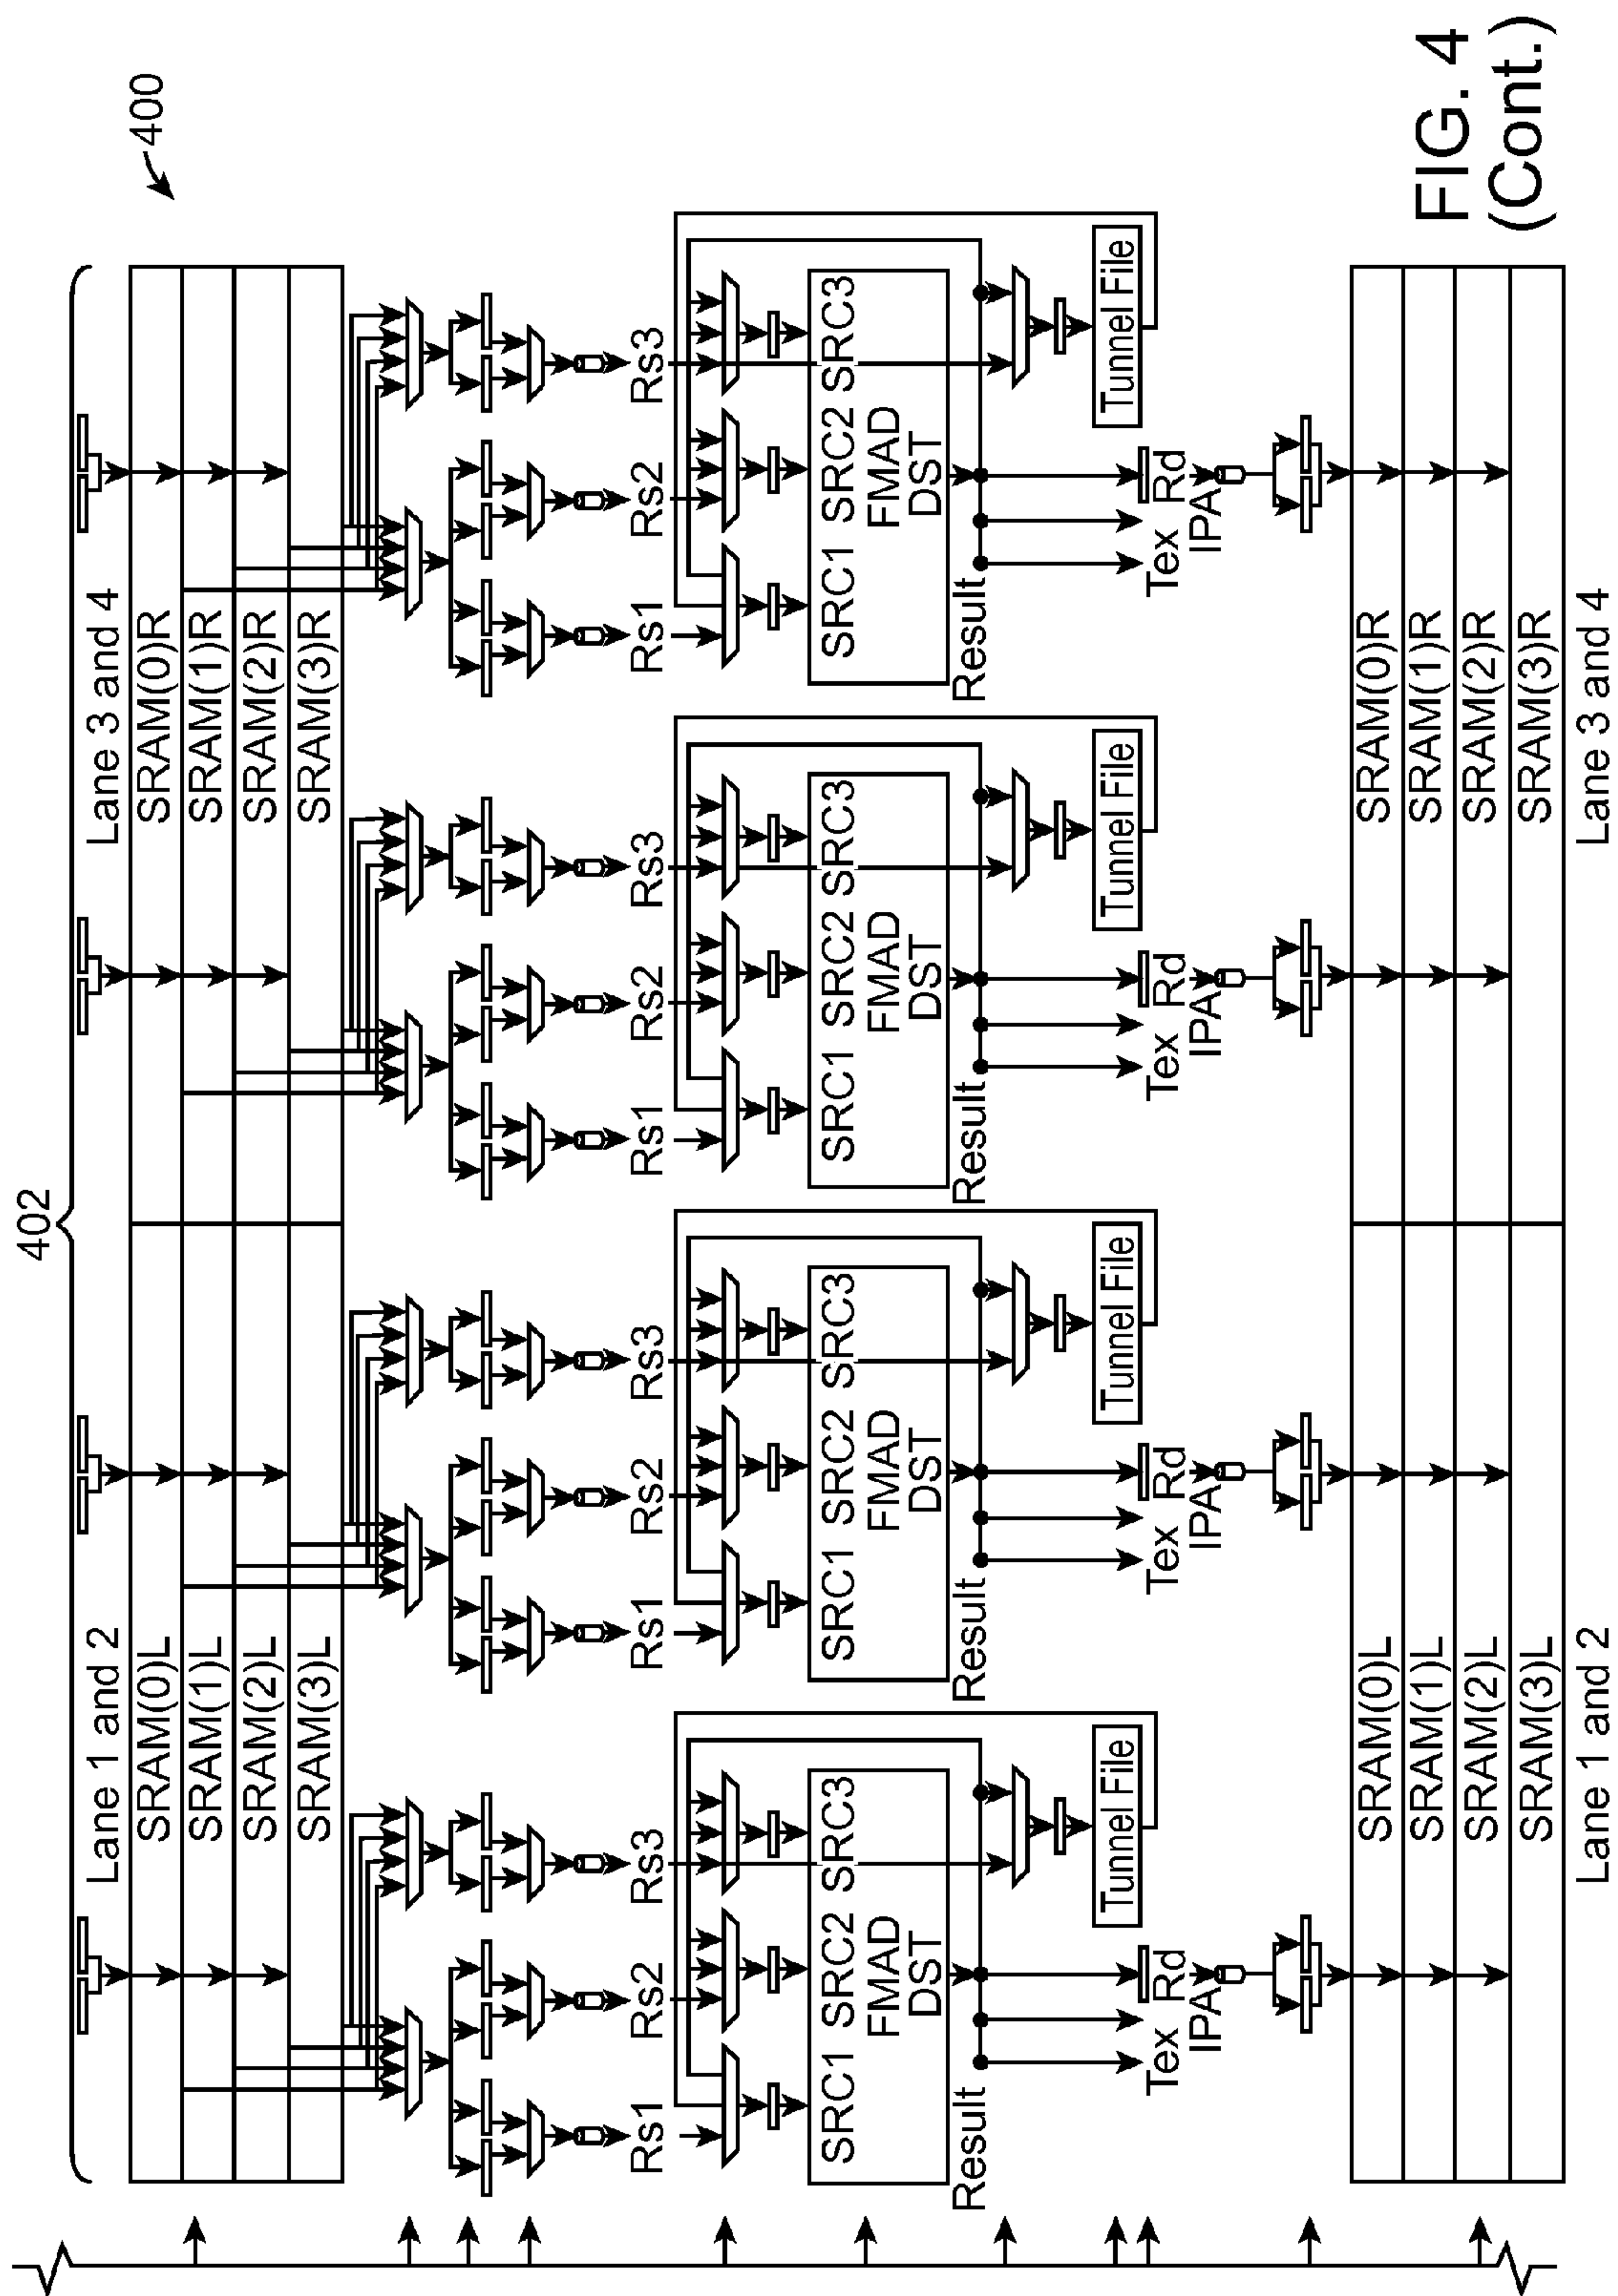 402
400
Lane 1 and 2
Lane 3 and 4
SRAM(0)L
SRAM(0)R
SRAM(1)L
SRAM(1)R
SRAM(2)L
SRAM(2)R
SRAM(3)L
SRAM(3)R
Rs1 Rs2 Rs3
Rs1 Rs2 Rs3
Rs1 Rs2 Rs3
Rs1 Rs2 Rs3
SRC1 SRC2 SRC3
FMAD
DST
SRC1 SRC2 SRC3
FMAD
DST
SRC1 SRC2 SRC3
FMAD
DST
SRC1 SRC2 SRC3
FMAD
DST
Result
Result
Result
Result
Tunnel File
Tunnel File
Tunnel File
Tunnel File
Tex Rd
IPA
Tex Rd
IPA
Tex Rd
IPA
Tex Rd
IPA
SRAM(0)L
SRAM(0)R
SRAM(1)L
SRAM(1)R
SRAM(2)L
SRAM(2)R
SRAM(3)L
SRAM(3)R
Lane 1 and 2
Lane 3 and 4
FIG. 4
(Cont.)